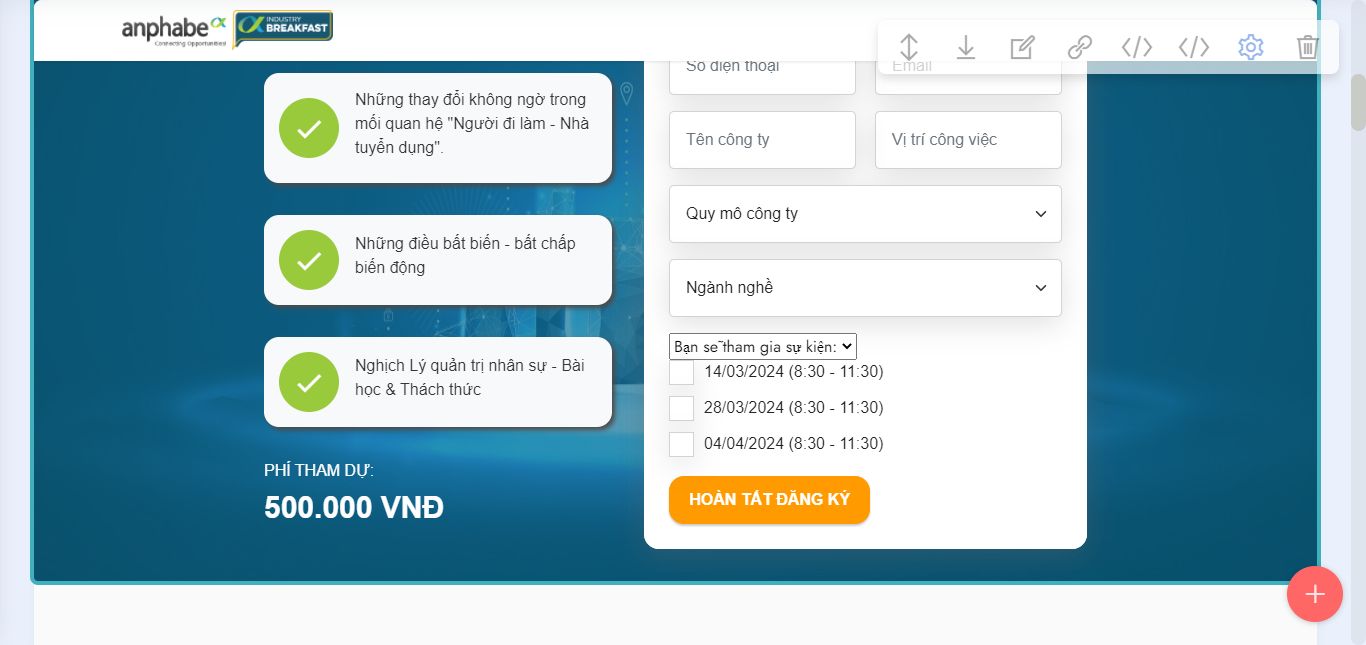 anphabe
Connecting Opportunities
INDUSTRY
BREAKFAST
Những thay đổi không ngờ trong
mối quan hệ "Người đi làm - Nhà
tuyển dụng".
Những điều bất biến - bất chấp
biến động
Nghịch Lý quản trị nhân sự - Bài
học & Thách thức
PHÍ THAM DỰ:
500.000 VNĐ
Số điện thoại
Email
Tên công ty
Vị trí công việc
Quy mô công ty
Ngành nghề
Bạn sẽ tham gia sự kiện:
14/03/2024 (8:30 - 11:30)
28/03/2024 (8:30 - 11:30)
04/04/2024 (8:30 - 11:30)
HOÀN TẤT ĐĂNG KÝ